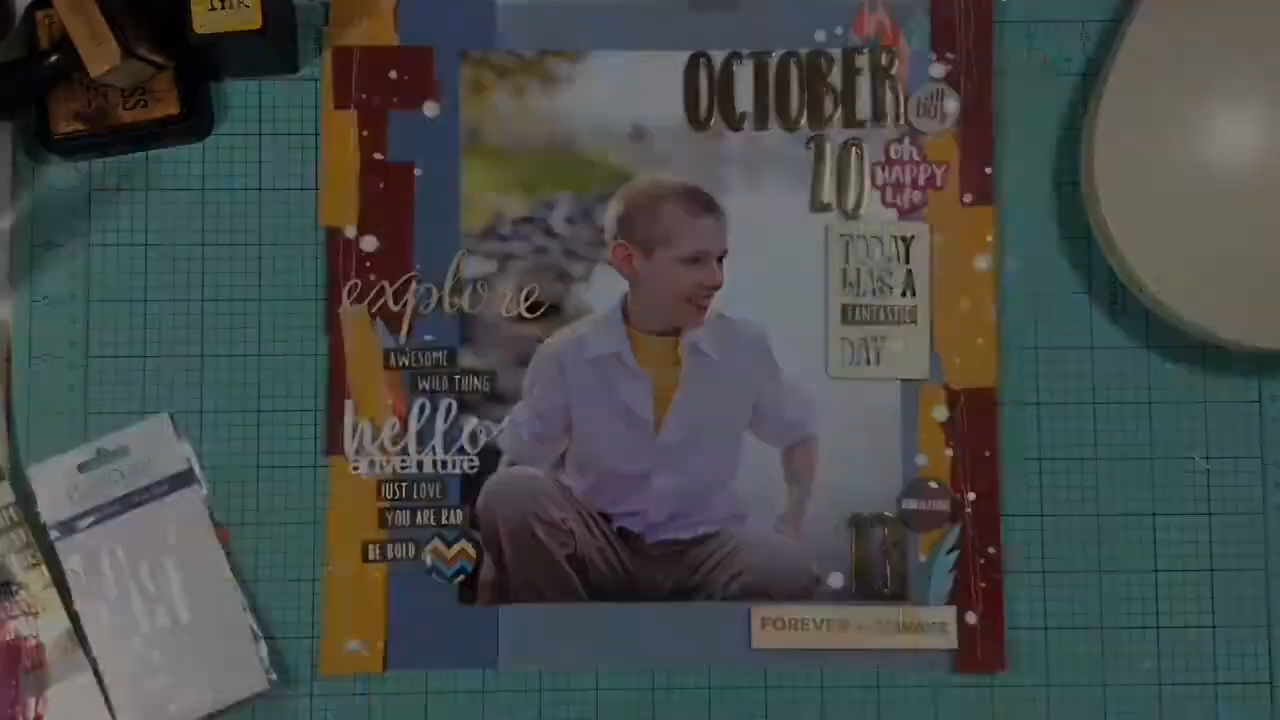 INK
OCTOBER
20
oh
HAPPY
Life
TODAY
WAS A
FANTASTIC
DAY
explore
AWESOME
WILD THING
hello
adventure
JUST LOVE
YOU ARE RAD
BE BOLD
FOREVER